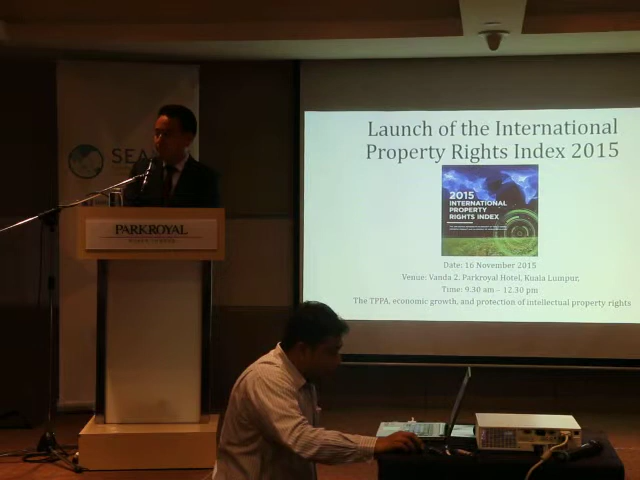 SEA
PARKROYAL
Launch of the International
Property Rights Index 2015
2015
INTERNATIONAL
PROPERTY
RIGHTS INDEX
Date: 16 November 2015
Venue: Vanda 2, Parkroyal Hotel, Kuala Lumpur,
Time: 9.30 am – 12.30 pm
The TPPA, economic growth, and protection of intellectual property rights